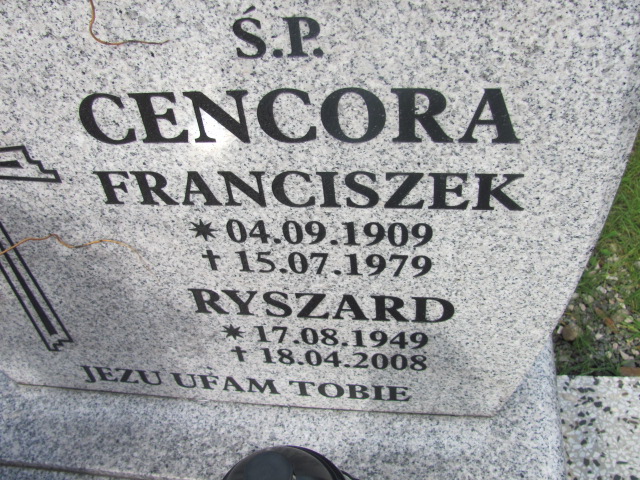 Ś.P.
CENCORA
FRANCISZEK
* 04.09.1909
† 15.07.1979
RYSZARD
* 17.08.1949
† 18.04.2008
JEZU UFAM TOBIE